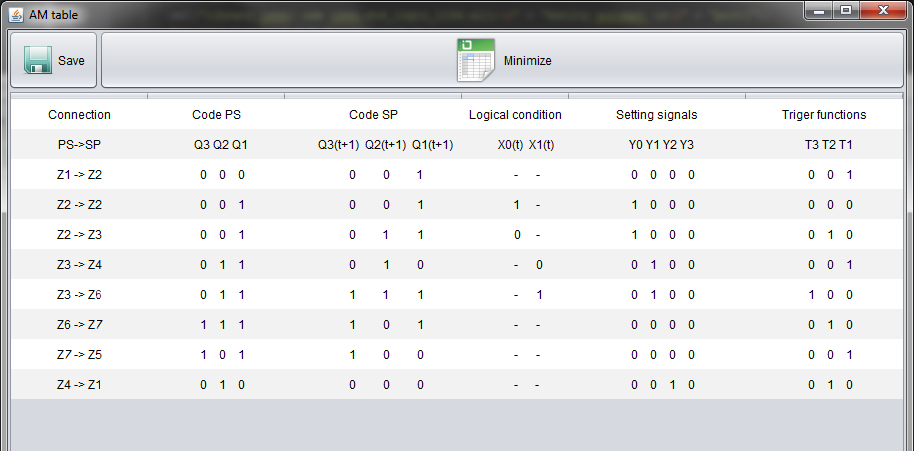 AM table
Save
Minimize
Connection Code PS Code SP Logical condition Setting signals Triger functions
PS->SP Q3 Q2 Q1 Q3(t+1) Q2(t+1) Q1(t+1) X0(t) X1(t) Y0 Y1 Y2 Y3 T3 T2 T1
Z1 -> Z2 0 0 0 0 0 1 - - 0 0 0 0 0 0 1
Z2 -> Z2 0 0 1 0 0 1 1 - 1 0 0 0 0 0 0
Z2 -> Z3 0 0 1 0 1 1 0 - 1 0 0 0 0 1 0
Z3 -> Z4 0 1 1 0 1 0 - 0 0 1 0 0 0 0 1
Z3 -> Z6 0 1 1 1 1 1 - 1 0 1 0 0 1 0 0
Z6 -> Z7 1 1 1 1 0 1 - - 0 0 0 0 0 1 0
Z7 -> Z5 1 0 1 1 0 0 - - 0 0 0 0 0 0 1
Z4 -> Z1 0 1 0 0 0 0 - - 0 0 1 0 0 1 0